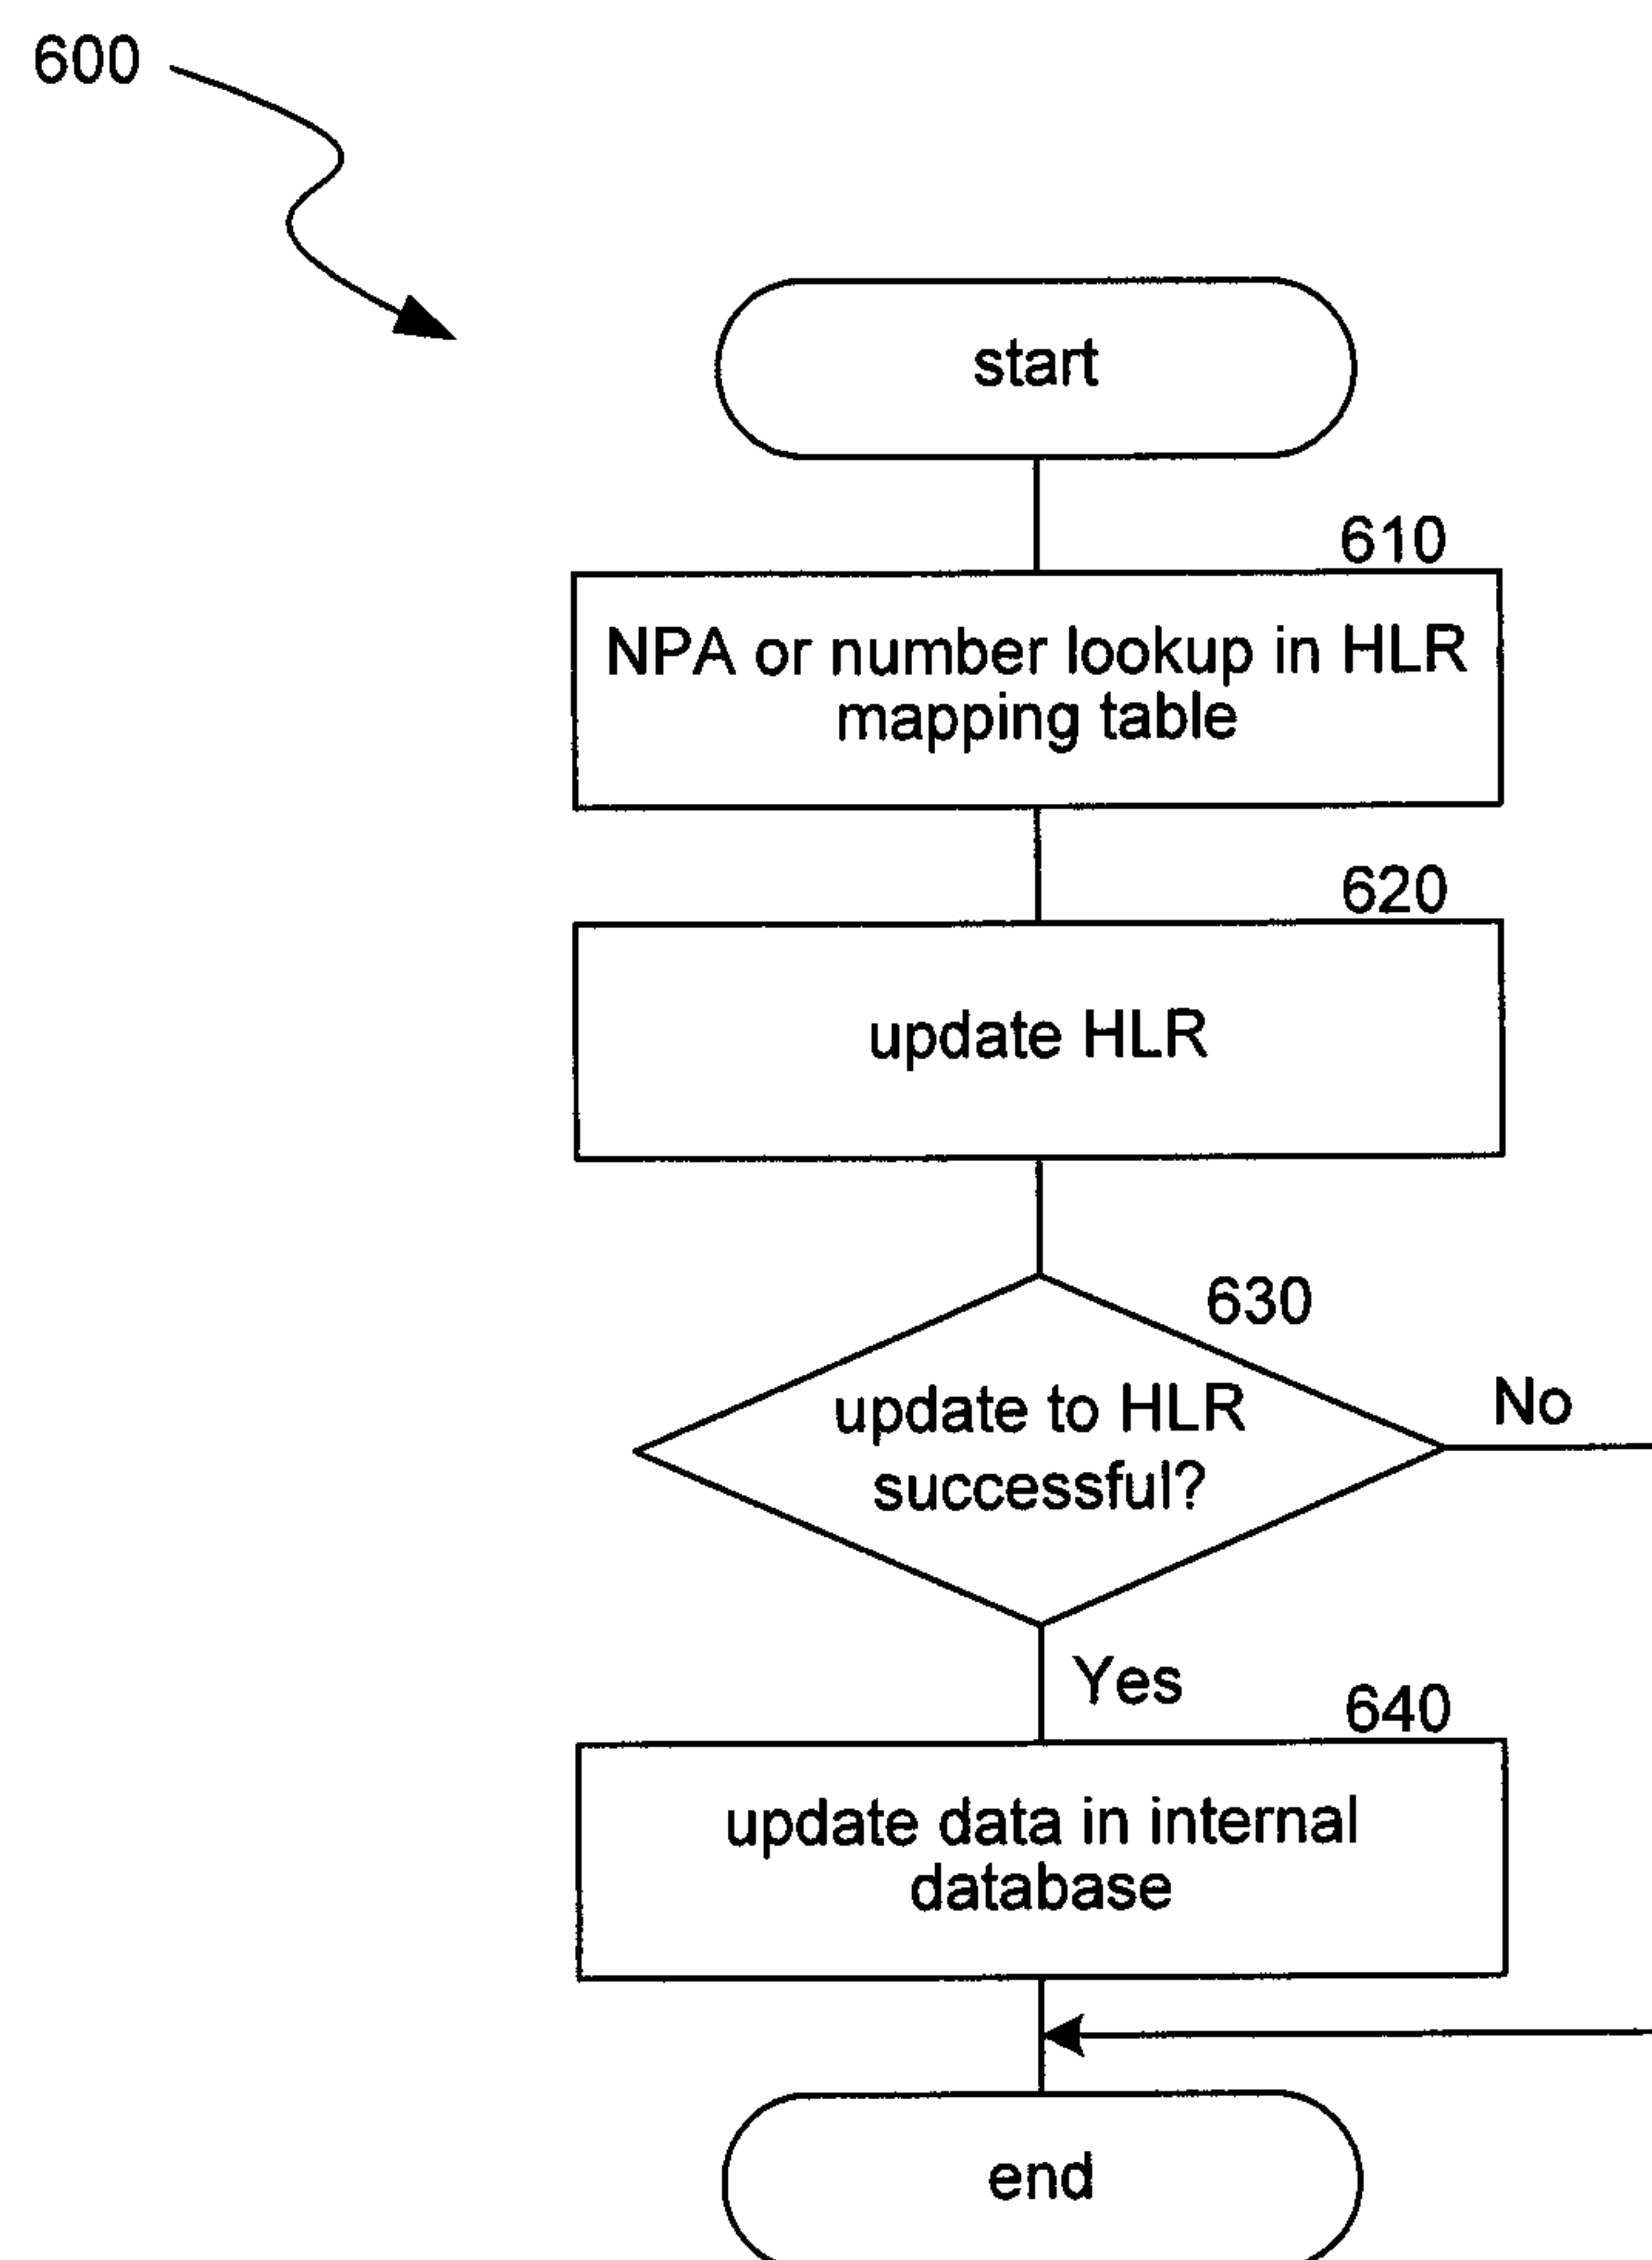 600
start
610
NPA or number lookup in HLR
mapping table
620
update HLR
630
update to HLR
successful?
No
Yes
640
update data in internal
database
end